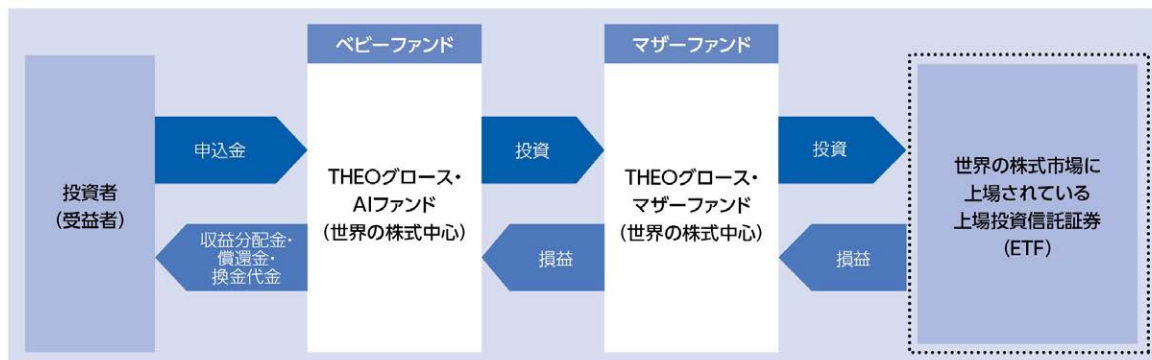 ベビーファンド
マザーファンド
投資者
(受益者)
申込金
収益分配金・
償還金・
換金代金
THEOグロース・
AIファンド
(世界の株式中心)
投資
損益
THEOグロース・
マザーファンド
(世界の株式中心)
投資
損益
世界の株式市場に
上場されている
上場投資信託証券
(ETF)